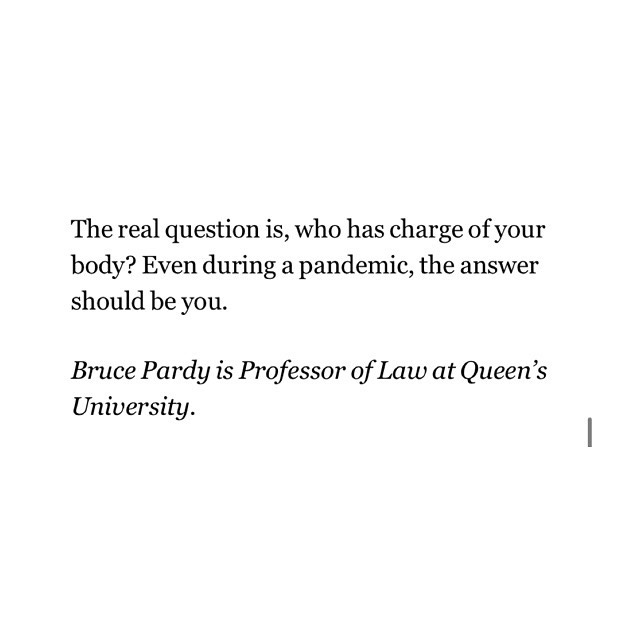 The real question is, who has charge of your
body? Even during a pandemic, the answer
should be you.
Bruce Pardy is Professor of Law at Queen’s
University.